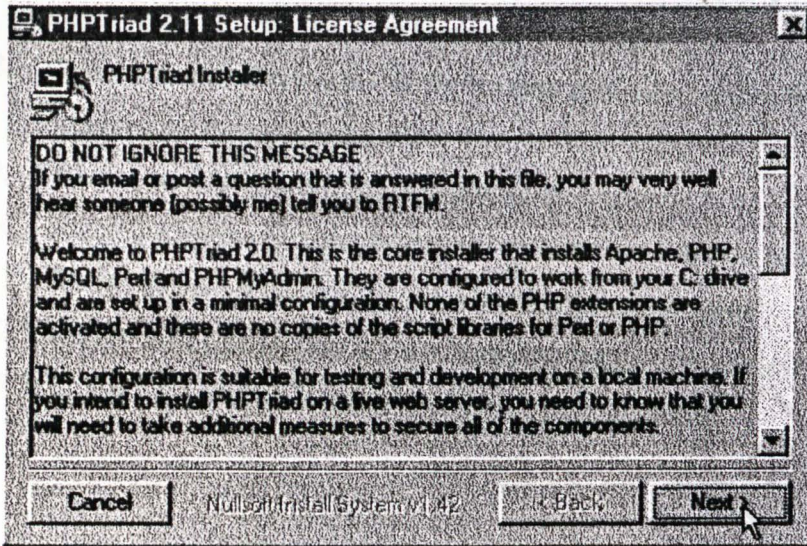 PHPTriad 2.11 Setup: License Agreement
PHPTriad Installer
DO NOT IGNORE THIS MESSAGE
If you email or post a question that is answered in this file, you may very well
hear someone (possibly me) tell you to RTFM.
Welcome to PHPTriad 2.0. This is the core installer that installs Apache, PHP,
MySQL, Perl and PHPMyAdmin. They are configured to work from your C: drive
and are set up in a minimal configuration. None of the PHP extensions are
activated and there are no copies of the script libraries for Perl or PHP.
This configuration is suitable for testing and development on a local machine. If
you intend to install PHPTriad on a live web server, you need to know that you
will need to take additional measures to secure all of the components.
Cancel
Nullsoft Install System v1.42
< Back
Next >